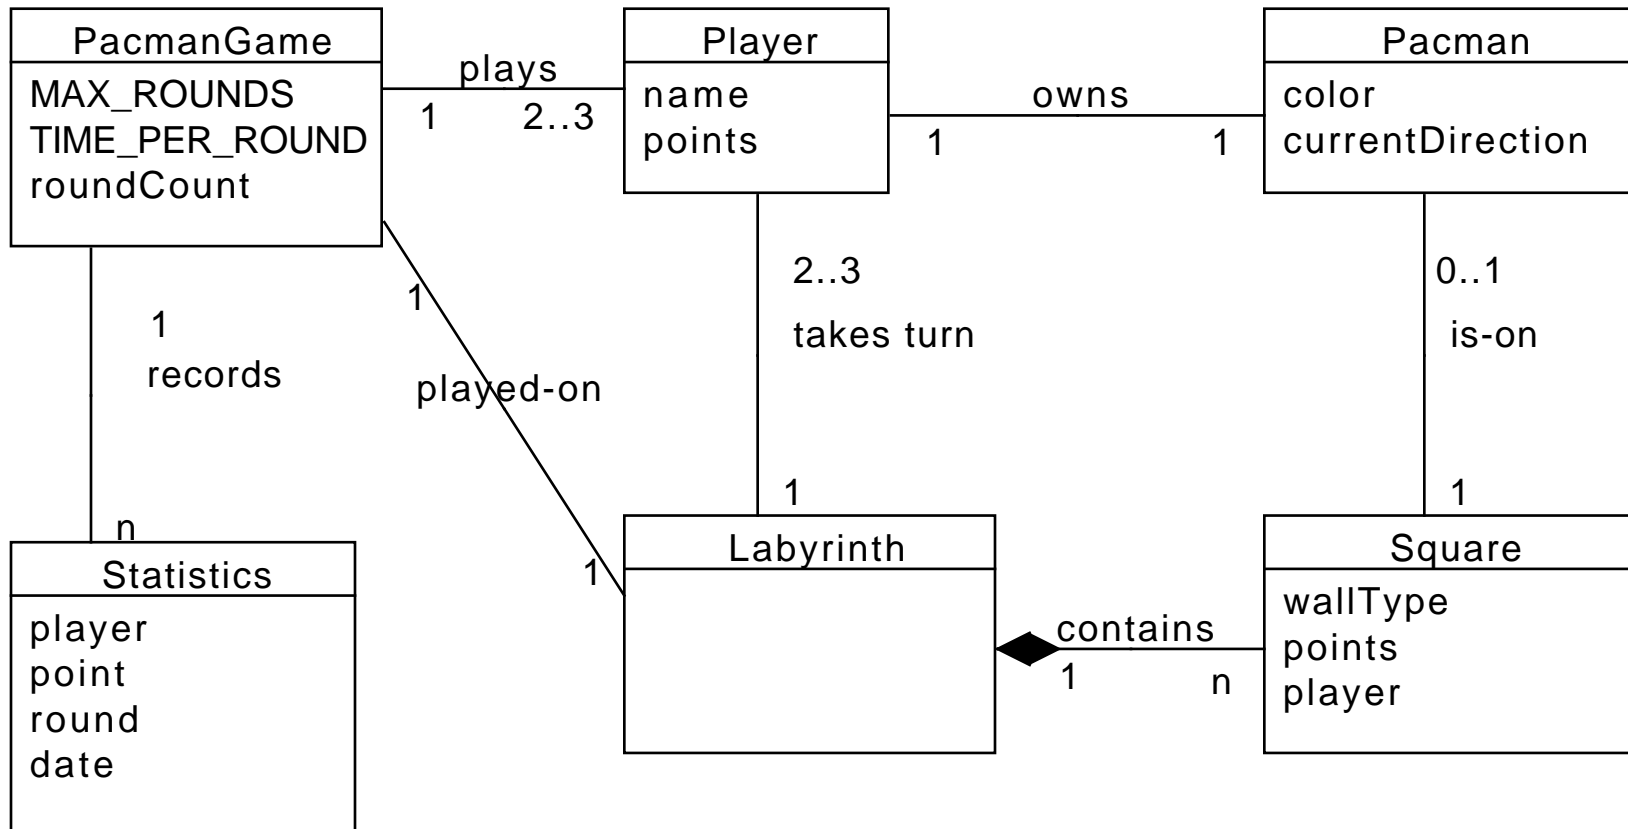 PacmanGame
MAX_ROUNDS
TIME_PER_ROUND
roundCount
plays
1
2..3
Player
name
points
owns
1
1
Pacman
color
currentDirection
1
records
n
1
played-on
1
2..3
takes turn
1
0..1
is-on
1
Statistics
player
point
round
date
Labyrinth
contains
1
n
Square
wallType
points
player